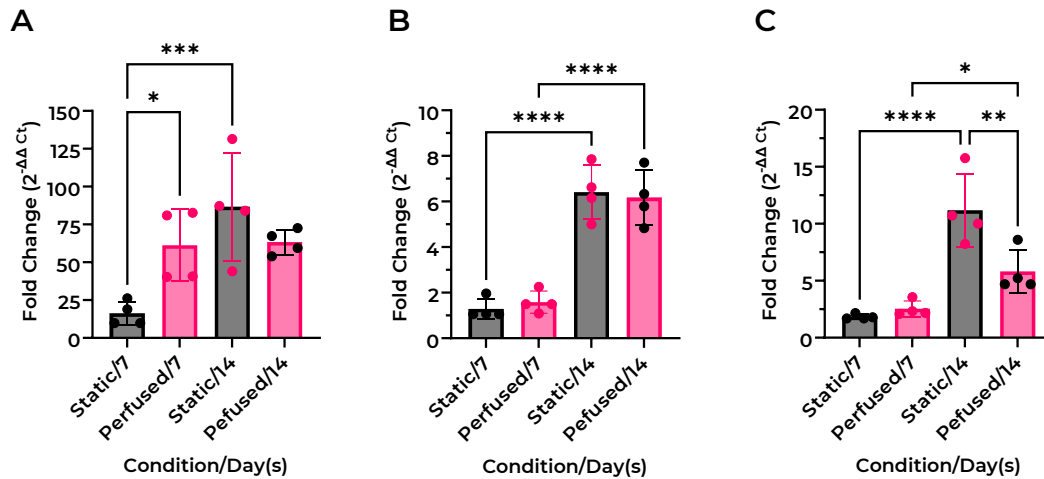 A
***
*
Fold Change (2^-ΔΔ Ct)
150
125
100
75
50
25
0
Static/7
Perfused/7
Static/14
Pefused/14
Condition/Day(s)
B
****
****
Fold Change (2^-ΔΔ Ct)
10
8
6
4
2
0
Static/7
Perfused/7
Static/14
Pefused/14
Condition/Day(s)
C
*
****
**
Fold Change (2^-ΔΔ Ct)
20
15
10
5
0
Static/7
Perfused/7
Static/14
Pefused/14
Condition/Day(s)